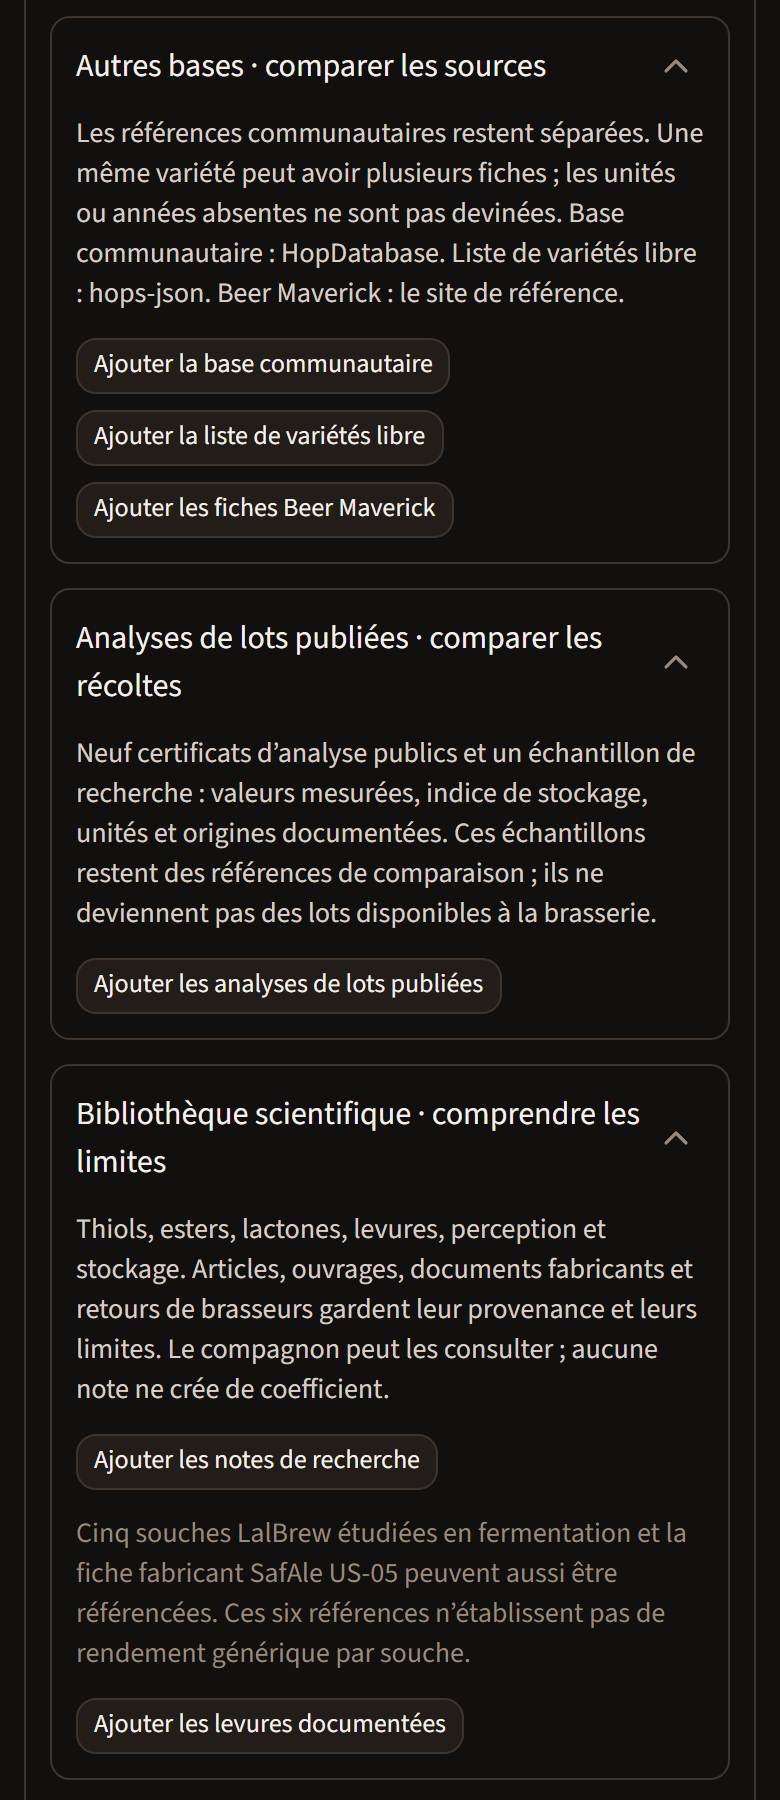 Autres bases · comparer les sources
Les références communautaires restent séparées. Une
même variété peut avoir plusieurs fiches ; les unités
ou années absentes ne sont pas devinées. Base
communautaire : HopDatabase. Liste de variétés libre
: hops-json. Beer Maverick : le site de référence.
Ajouter la base communautaire
Ajouter la liste de variétés libre
Ajouter les fiches Beer Maverick
Analyses de lots publiées · comparer les
récoltes
Neuf certificats d’analyse publics et un échantillon de
recherche : valeurs mesurées, indice de stockage,
unités et origines documentées. Ces échantillons
restent des références de comparaison ; ils ne
deviennent pas des lots disponibles à la brasserie.
Ajouter les analyses de lots publiées
Bibliothèque scientifique · comprendre les
limites
Thiols, esters, lactones, levures, perception et
stockage. Articles, ouvrages, documents fabricants et
retours de brasseurs gardent leur provenance et leurs
limites. Le compagnon peut les consulter ; aucune
note ne crée de coefficient.
Ajouter les notes de recherche
Cinq souches LalBrew étudiées en fermentation et la
fiche fabricant SafAle US-05 peuvent aussi être
référencées. Ces six références n’établissent pas de
rendement générique par souche.
Ajouter les levures documentées